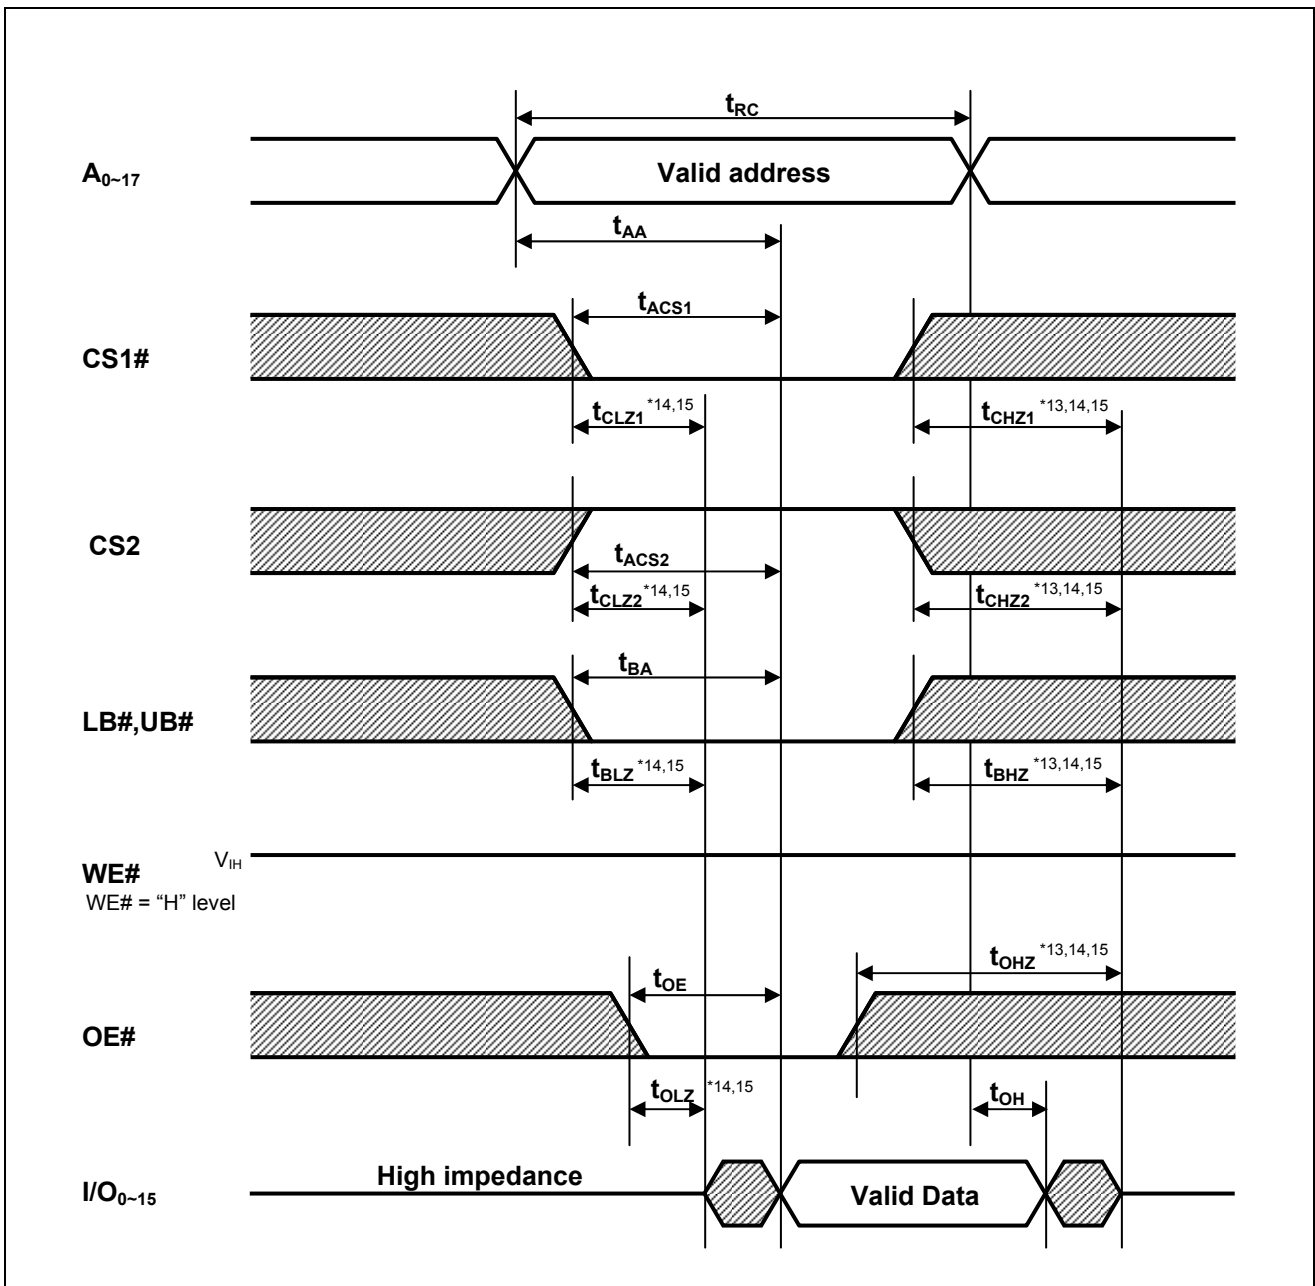 tRC
A0~17
Valid address
tAA
tACS1
CS1#
tCLZ1 *14,15
tCHZ1 *13,14,15
CS2
tACS2
tCLZ2 *14,15
tCHZ2 *13,14,15
tBA
LB#,UB#
tBLZ *14,15
tBHZ *13,14,15
VIH
WE#
WE# = “H” level
tOHZ *13,14,15
tOE
OE#
tOLZ *14,15
tOH
High impedance
I/O0~15
Valid Data